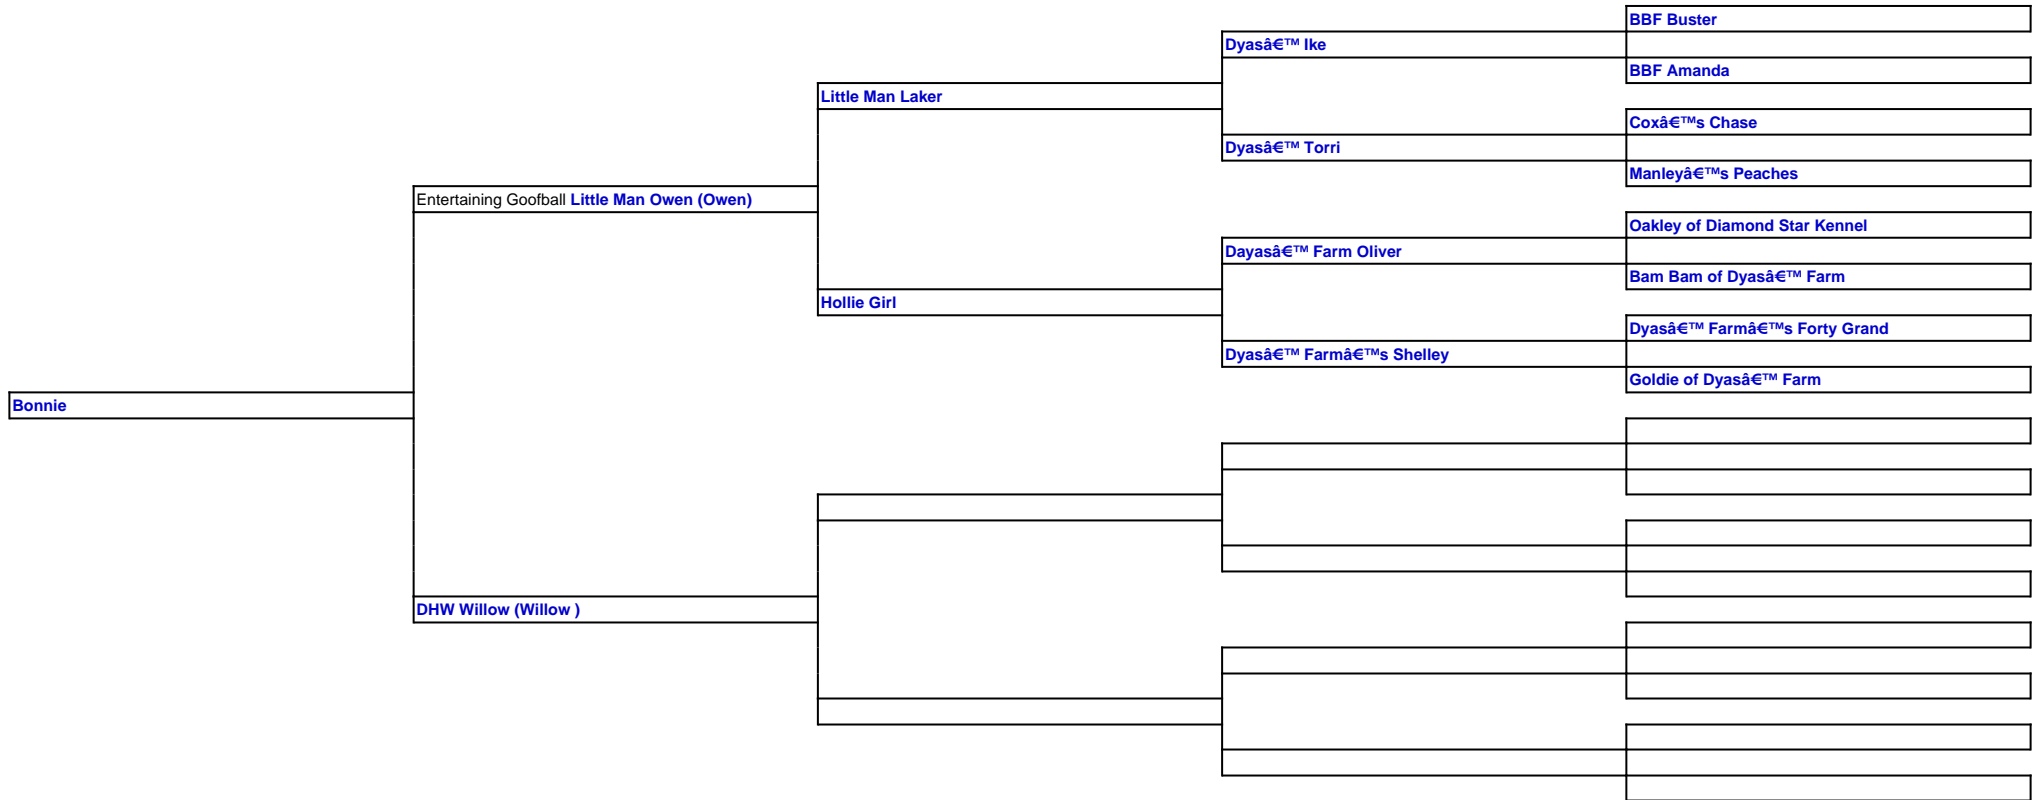 BBF Buster
Dyasâ€™ Ike
BBF Amanda
Little Man Laker
Coxâ€™s Chase
Dyasâ€™ Torri
Manleyâ€™s Peaches
Entertaining Goofball Little Man Owen (Owen)
Oakley of Diamond Star Kennel
Dayasâ€™ Farm Oliver
Bam Bam of Dyasâ€™ Farm
Hollie Girl
Dyasâ€™ Farmâ€™s Forty Grand
Dyasâ€™ Farmâ€™s Shelley
Goldie of Dyasâ€™ Farm
Bonnie
DHW Willow (Willow )